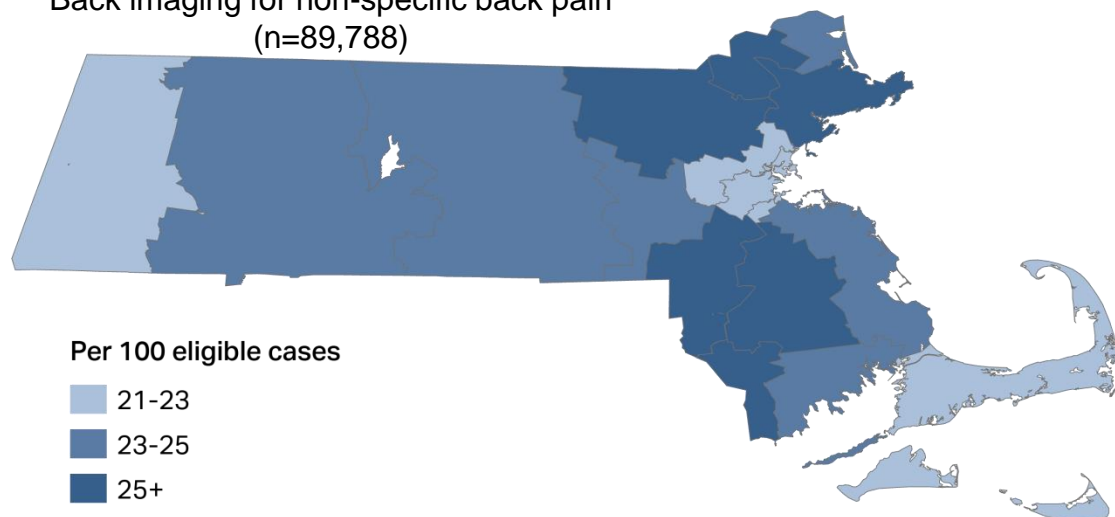 Back imaging for non-specific back pain
(n=89,788)
Per 100 eligible cases
21-23
23-25
25+